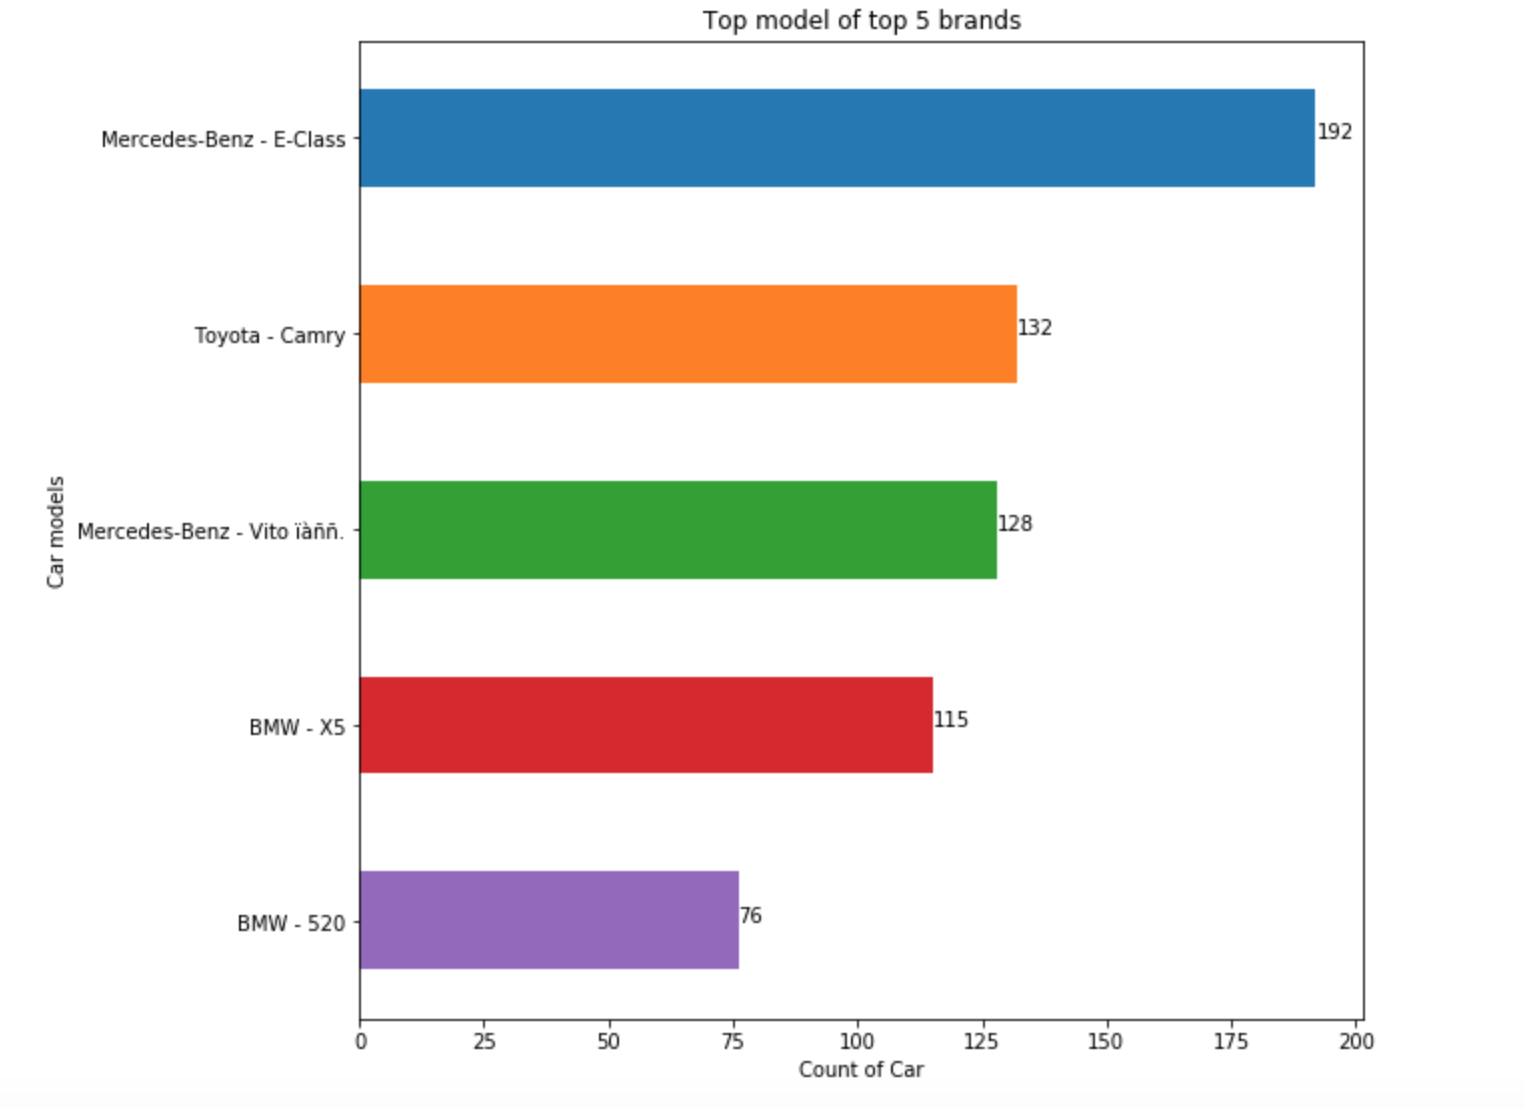 Top model of top 5 brands
Mercedes-Benz - E-Class
192
Toyota - Camry
132
Car models
Mercedes-Benz - Vito ïàññ.
128
BMW - X5
115
BMW - 520
76
0 25 50 75 100 125 150 175 200
Count of Car